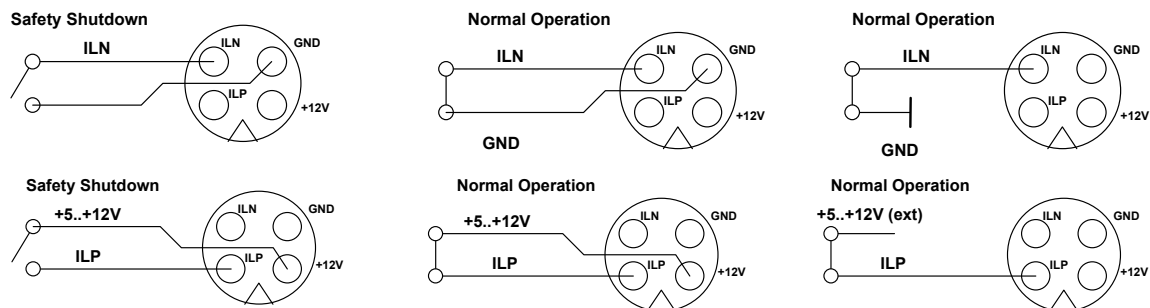 Safety Shutdown
ILN
ILN
GND
ILP
+12V
Normal Operation
ILN
ILN
GND
ILP
+12V
GND
Normal Operation
ILN
ILN
GND
ILP
+12V
GND
Safety Shutdown
+5..+12V
ILN
GND
ILP
ILP
+12V
Normal Operation
+5..+12V
ILN
GND
ILP
ILP
+12V
Normal Operation
+5..+12V (ext)
ILN
GND
ILP
ILP
+12V